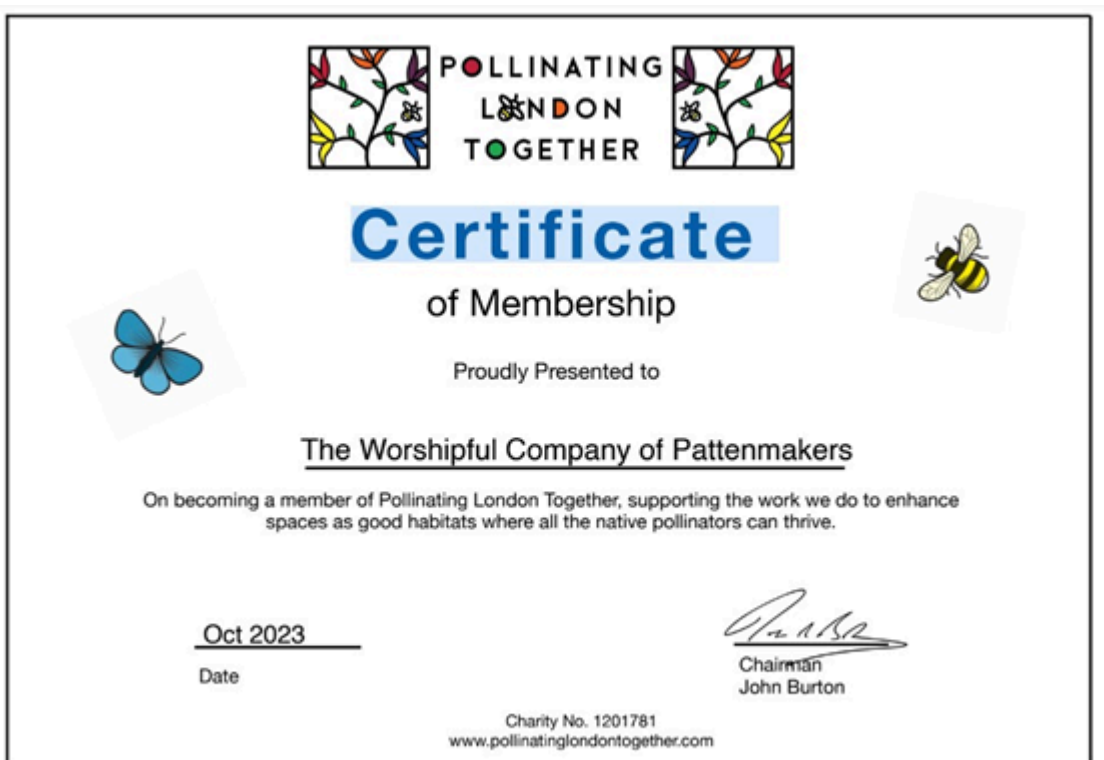 POLLINATING
LONDON
TOGETHER
Certificate
of Membership
Proudly Presented to
The Worshipful Company of Pattenmakers
On becoming a member of Pollinating London Together, supporting the work we do to enhance
spaces as good habitats where all the native pollinators can thrive.
Oct 2023
Date
Chairman
John Burton
Charity No. 1201781
www.pollinatinglondontogether.com